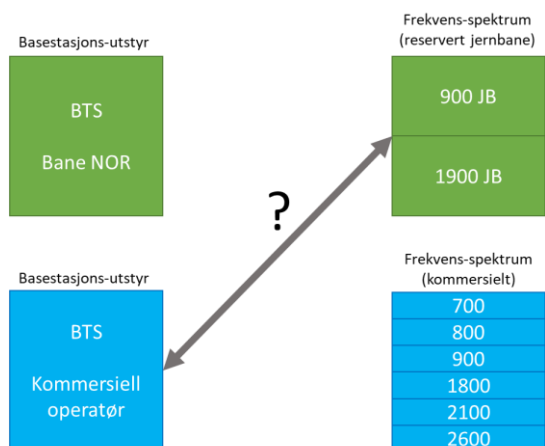 Basestasjons-utstyr
BTS
Bane NOR
Frekvens-spektrum
(reservert jernbane)
900 JB
1900 JB
?
Basestasjons-utstyr
BTS
Kommersiell
operatør
Frekvens-spektrum
(kommersielt)
700
800
900
1800
2100
2600